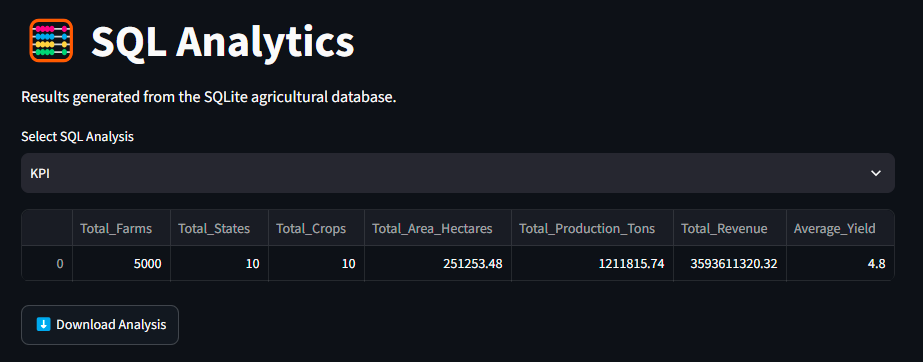 SQL Analytics
Results generated from the SQLite agricultural database.
Select SQL Analysis
KPI
Total_Farms Total_States Total_Crops Total_Area_Hectares Total_Production_Tons Total_Revenue Average_Yield
0 5000 10 10 251253.48 1211815.74 3593611320.32 4.8
Download Analysis